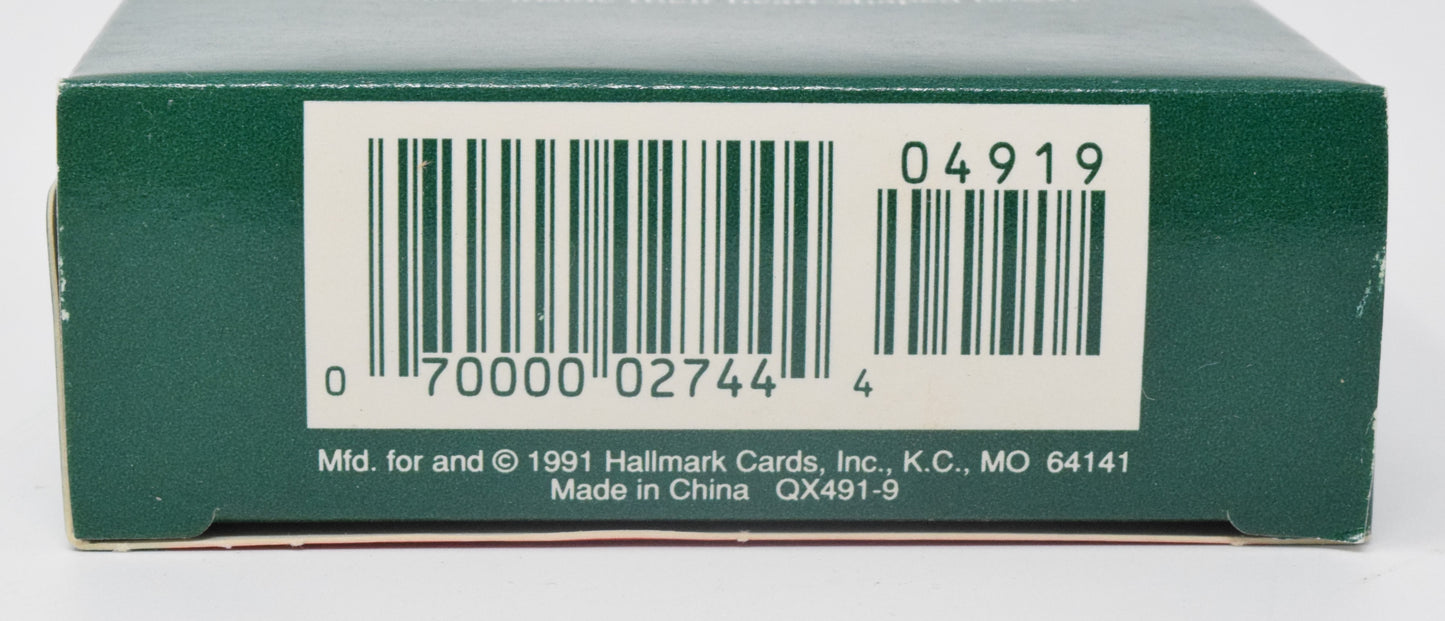 04919
0 70000 02744 4
Mfd. for and © 1991 Hallmark Cards, Inc., K.C., MO 64141
Made in China QX491-9